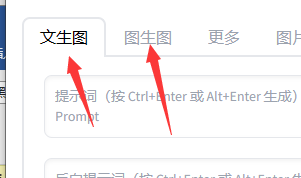 文生图 图生图 更多 图片
提示词（按 Ctrl+Enter 或 Alt+Enter 生成）
Prompt
反向提示词（按 Ctrl+Enter 或 Alt+Enter 生